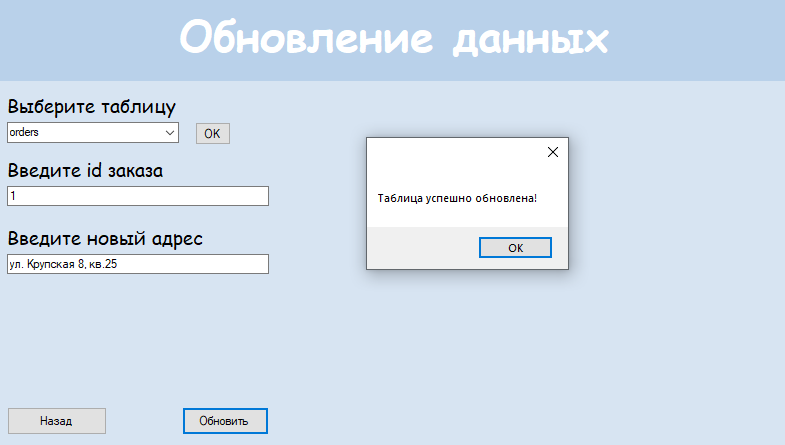 Обновление данных
Выберите таблицу
orders
OK
Введите id заказа
1
Введите новый адрес
ул. Крупская 8, кв.25
Таблица успешно обновлена!
OK
Назад
Обновить